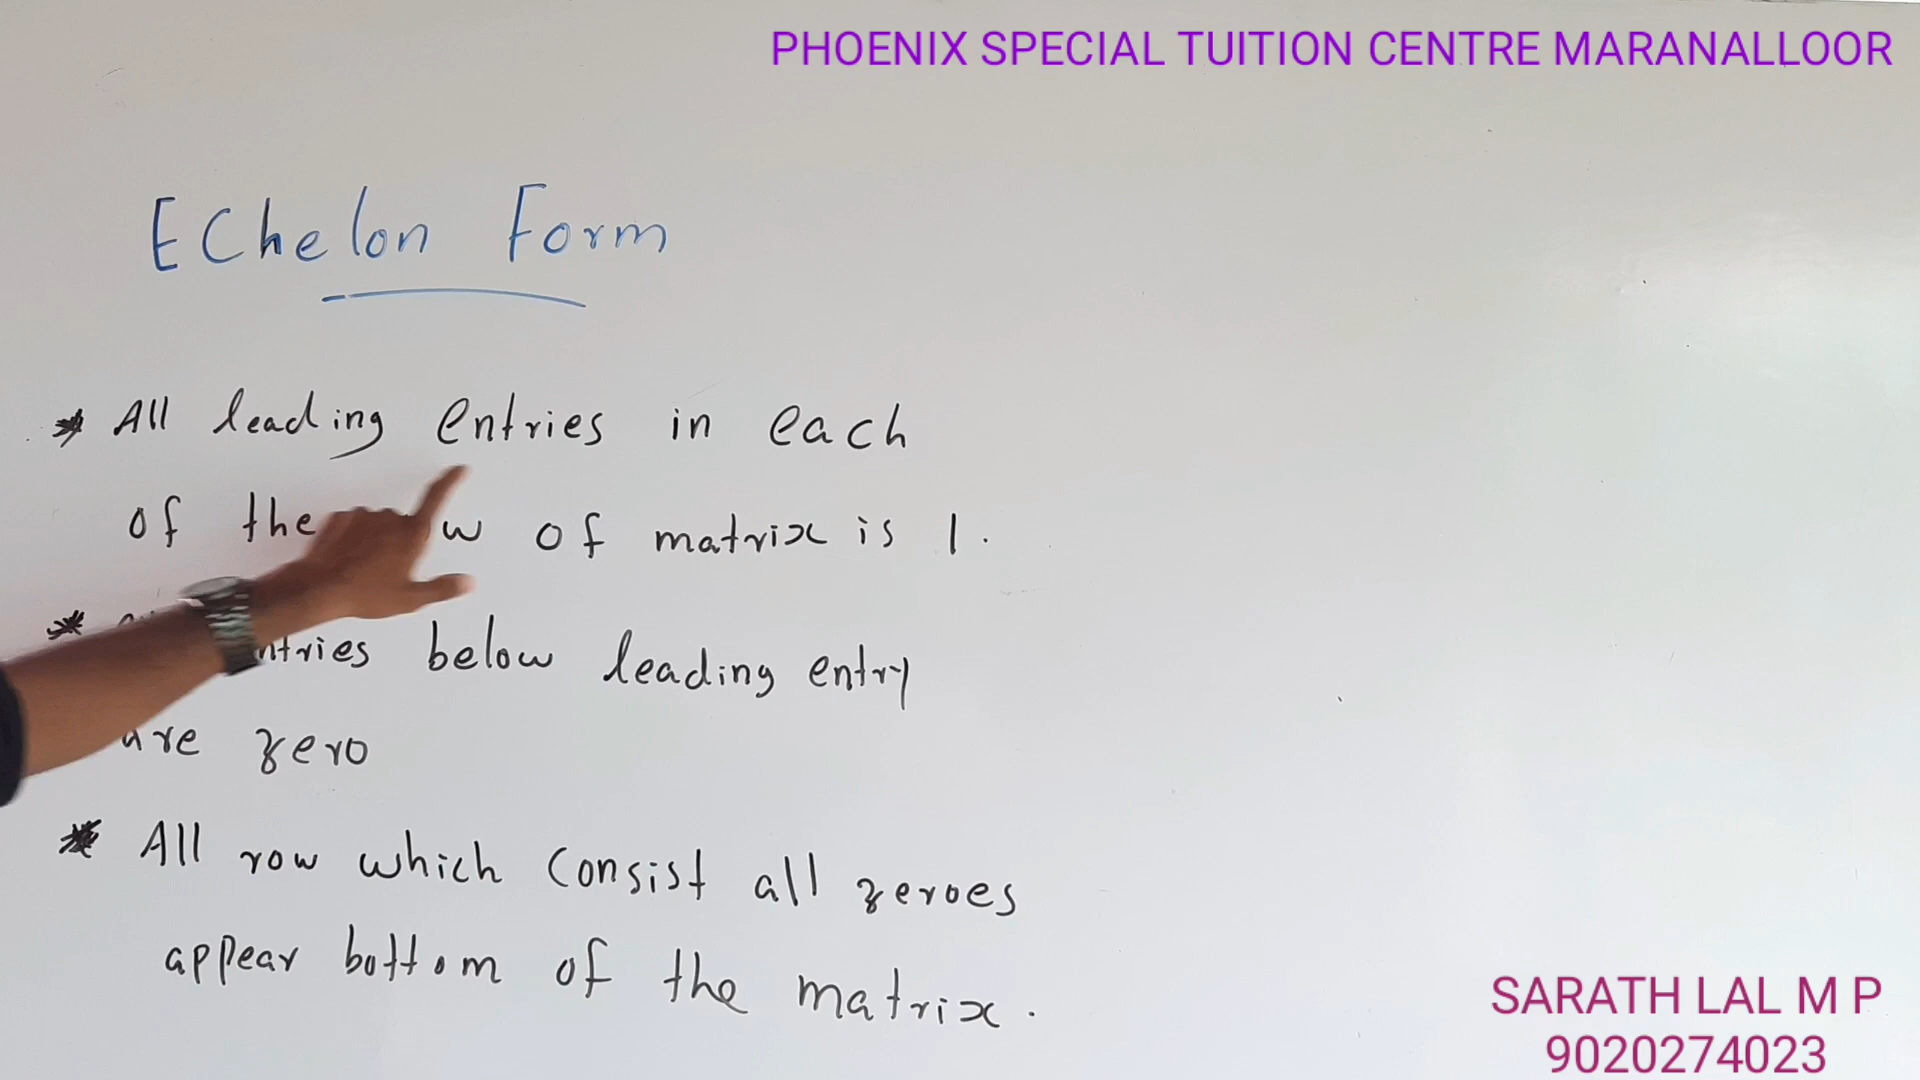 PHOENIX SPECIAL TUITION CENTRE MARANALLOOR
EChelon Form
* All leading entries in each
of the of matrix is 1.
* below leading entry
are zero
* All row which consist all zeroes
appear bottom of the matrix.
SARATH LAL M P
9020274023